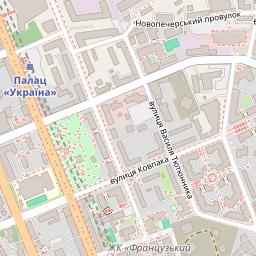 Новопечерський провулок
Палац
«Україна»
вулиця Василя Тютюнника
вулиця Ковпака
ЖК «Французький